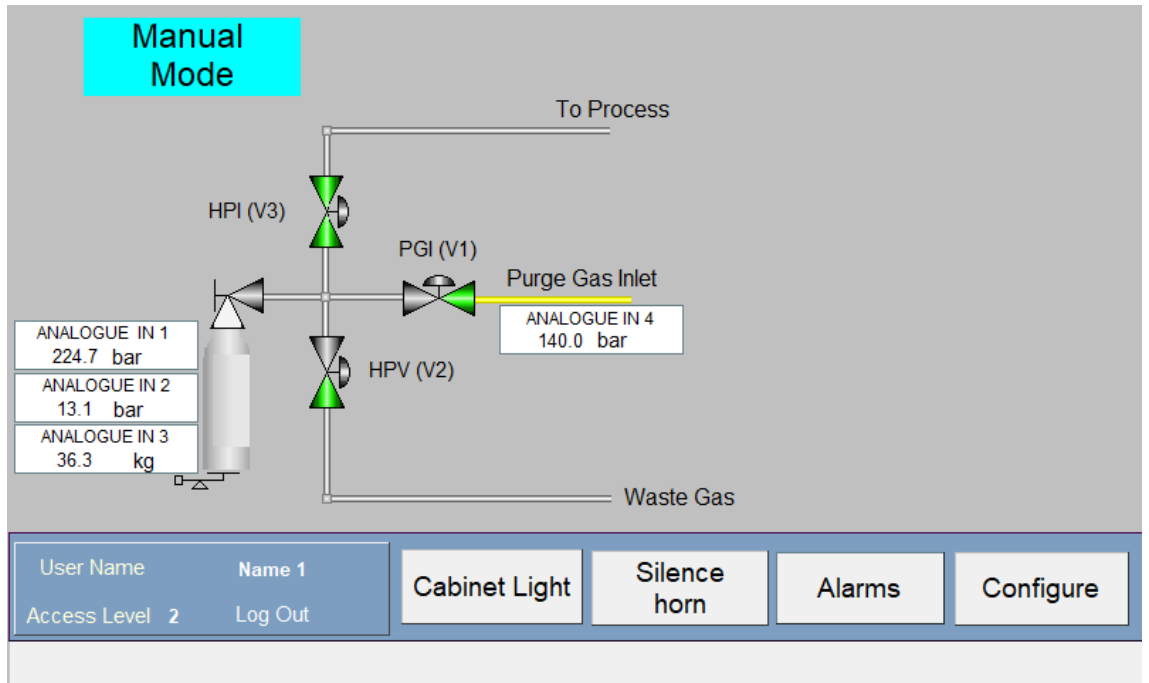 Manual
Mode
To Process
HPI (V3)
PGI (V1)
Purge Gas Inlet
ANALOGUE IN 4
140.0 bar
ANALOGUE IN 1
224.7 bar
ANALOGUE IN 2
13.1 bar
ANALOGUE IN 3
36.3 kg
HPV (V2)
Waste Gas
User Name Name 1
Access Level 2 Log Out
Cabinet Light
Silence
horn
Alarms
Configure